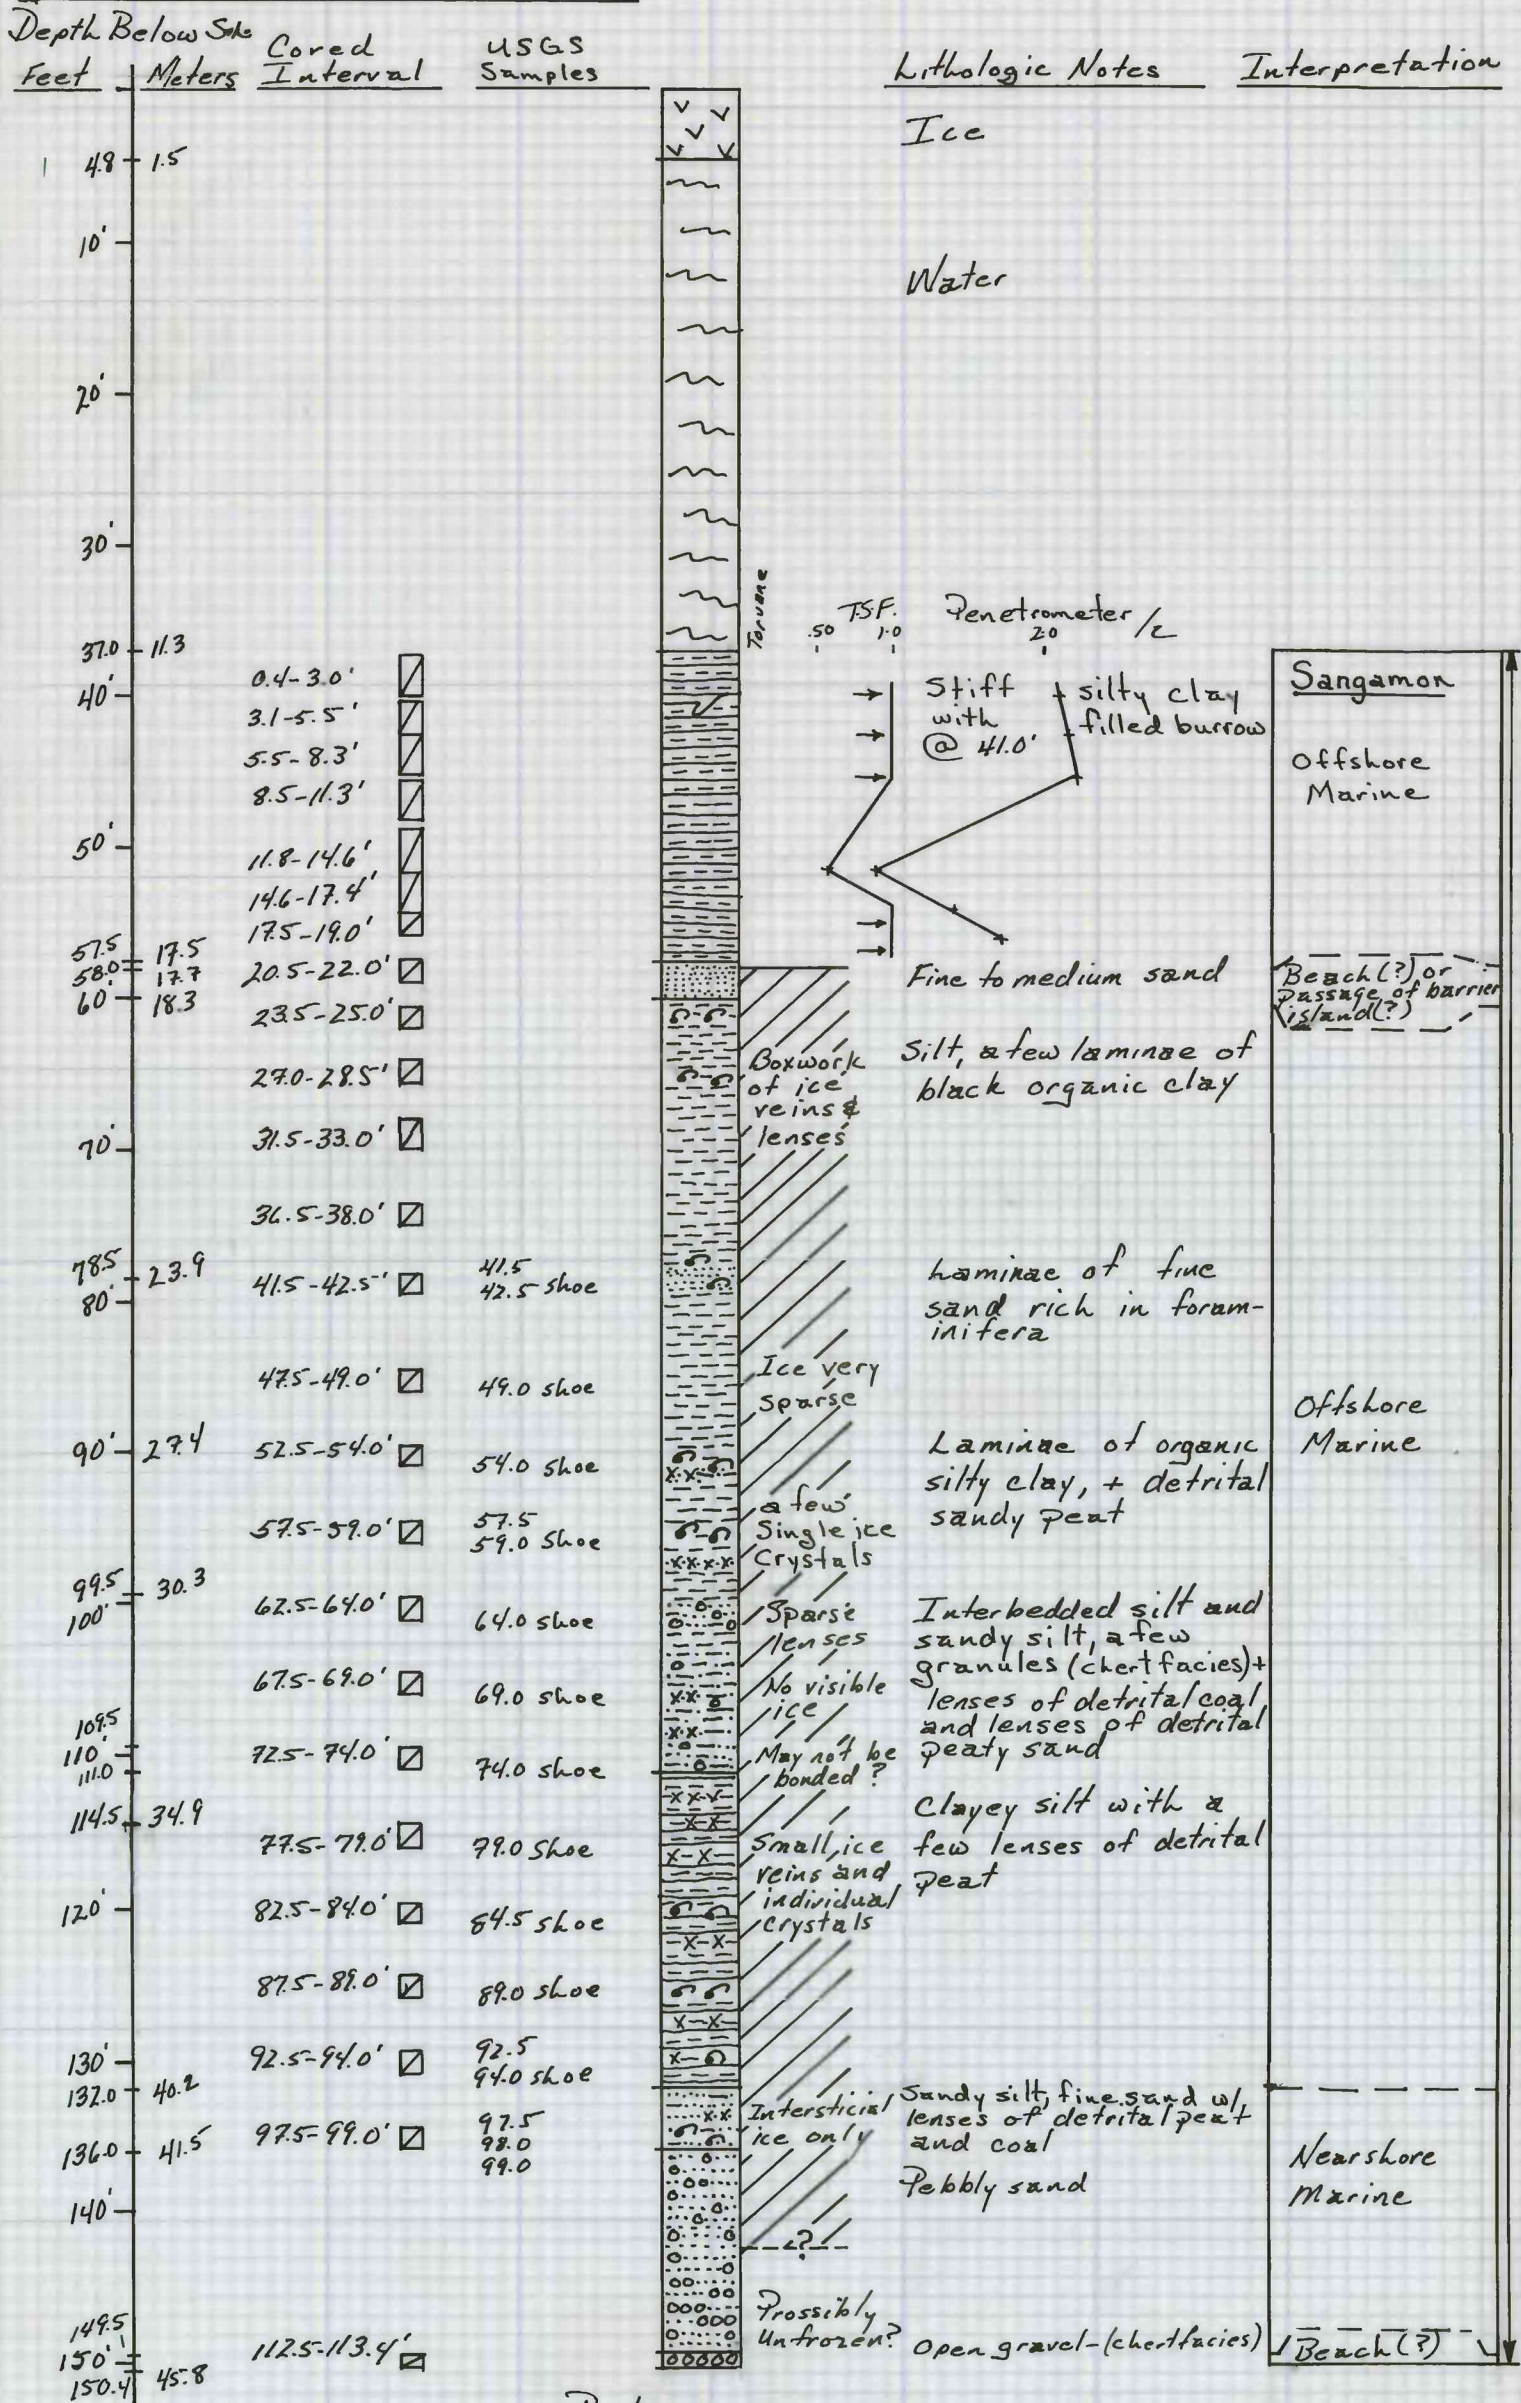 Depth Below
Feet Meters
Cored
Interval
USGS
Samples
Lithologic Notes
Interpretation
Ice
4.8 1.5
10'
Water
20'
30'
Torvane
T.S.F. Penetrometer
.50 1.0 2.0
37.0 11.3
0.4-3.0'
Stiff silty clay
with filled burrow
@ 41.0'
Sangamon
Offshore
Marine
40'
3.1-5.5'
5.5-8.3'
8.5-11.3'
50'
11.8-14.6'
14.6-17.4'
17.5-19.0'
57.5 17.5
58.0 17.7
20.5-22.0'
Fine to medium sand
Beach(?) or
passage of barrier
island(?)
60' 18.3
23.5-25.0'
Boxwork
of ice
veins &
lenses
Silt, a few laminae of
black organic clay
27.0-28.5'
70'
31.5-33.0'
36.5-38.0'
78.5 23.9
80'
41.5-42.5'
41.5
42.5 shoe
Laminae of fine
sand rich in foram-
inifera
47.5-49.0'
49.0 shoe
Ice very
sparse
Offshore
Marine
90' 27.4
52.5-54.0'
54.0 shoe
Laminae of organic
silty clay, + detrital
sandy peat
57.5-59.0'
57.5
59.0 shoe
a few
Single ice
Crystals
99.5 30.3
100'
62.5-64.0'
64.0 shoe
Sparse
lenses
Interbedded silt and
sandy silt, a few
granules (chert facies)+
lenses of detrital coal
and lenses of detrital
peaty sand
67.5-69.0'
69.0 shoe
No visible
ice
109.5
110'
111.0
72.5-74.0'
74.0 shoe
May not be
bonded?
114.5 34.9
77.5-79.0'
79.0 shoe
Clayey silt with a
few lenses of detrital
peat
Small ice
veins and
individual
crystals
120'
82.5-84.0'
84.5 shoe
87.5-89.0'
89.0 shoe
130'
92.5-94.0'
92.5
94.0 shoe
132.0 40.2
Intersticial
ice only
Sandy silt, fine sand w/
lenses of detrital peat
and coal
136.0 41.5
97.5-99.0'
97.5
98.0
99.0
Pebbly sand
Nearshore
Marine
140'
?
149.5
150'
150.4 45.8
112.5-113.4'
Prossibly
Unfrozen?
Open gravel-(chert facies)
Beach(?)